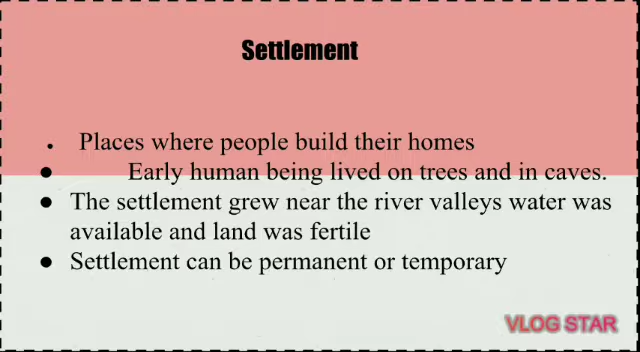 Settlement
• Places where people build their homes
● Early human being lived on trees and in caves.
● The settlement grew near the river valleys water was
available and land was fertile
● Settlement can be permanent or temporary
VLOG STAR